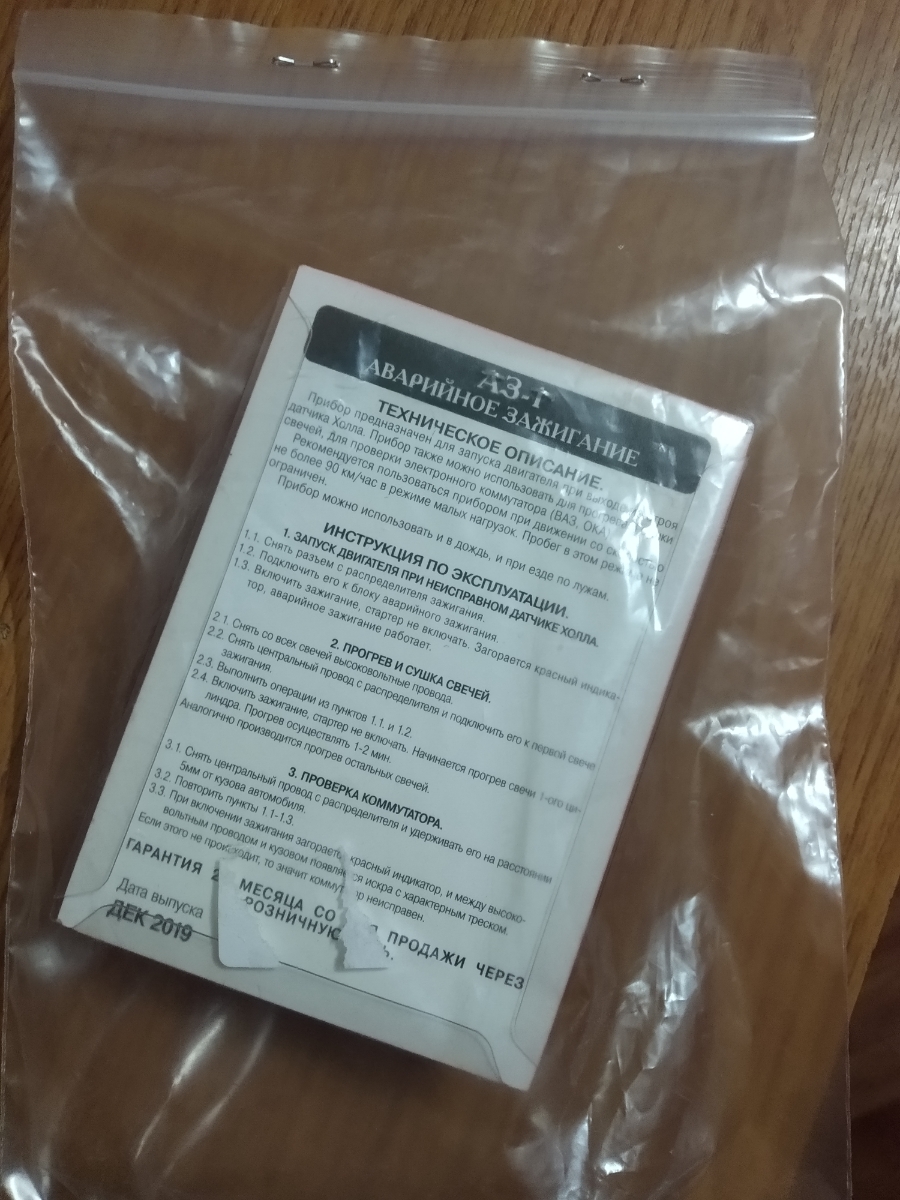 АЗ-1
АВАРИЙНОЕ ЗАЖИГАНИЕ
ТЕХНИЧЕСКОЕ ОПИСАНИЕ.
Прибор предназначен для запуска двигателя при выходе строя
датчика Холла. Прибор также можно использовать для прогрева
свечей, для проверки электронного коммутатора (ВАЗ, ОКА)
Рекомендуется пользоваться прибором при движении со
не более 90 км/час в режиме малых нагрузок. Пробег в этом не
ограничен.
Прибор можно использовать и в дождь, и при езде по лужам.
ИНСТРУКЦИЯ ПО ЭКСПЛУАТАЦИИ.
1. ЗАПУСК ДВИГАТЕЛЯ ПРИ НЕИСПРАВНОМ ДАТЧИКЕ ХОЛЛА.
1.1. Снять разъем с распределителя зажигания.
1.2. Подключить его к блоку аварийного зажигания.
1.3. Включить зажигание, стартер не включать. Загорается красный индика-
тор, аварийное зажигание работает.
2. ПРОГРЕВ И СУШКА СВЕЧЕЙ.
2.1. Снять со всех свечей высоковольтные провода.
2.2. Снять центральный провод с распределителя и подключить его к первой свече
зажигания.
2.3. Выполнить операции из пунктов 1.1. и 1.2.
2.4. Включить зажигание, стартер не включать. Начинается прогрев свечи 1-ого ци-
линдра. Прогрев осуществлять 1-2 мин.
Аналогично производится прогрев остальных свечей.
3. ПРОВЕРКА КОММУТАТОРА.
3.1. Снять центральный провод с распределителя и удерживать его на расстоянии
5мм от кузова автомобиля.
3.2. Повторить пункты 1.1-1.3.
3.3. При включении зажигания загорается красный индикатор, и между высоко-
вольтным проводом и кузовом появляется искра с характерным треском.
Если этого не происходит, то значит коммутатор неисправен.
ГАРАНТИЯ 2 МЕСЯЦА СО ПРОДАЖИ ЧЕРЕЗ
РОЗНИЧНУЮ
Дата выпуска
ДЕК 2019